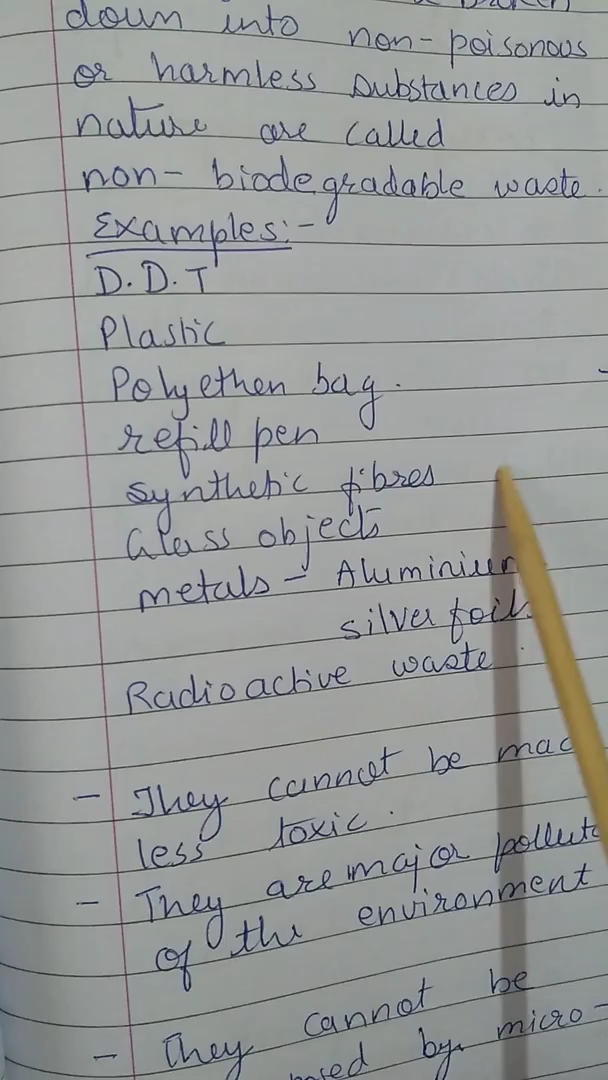 down into non-poisonous
or harmless substances in
nature are called
non-biodegradable waste.
Examples:-
D.D.T
Plastic
Polyethen bag.
refill pen
synthetic fibres
Glass objects
metals - Aluminium
silver foil.
Radioactive waste
- They cannot be mad
less toxic.
- They are major pollut
of the environment
- They cannot be
by micro-